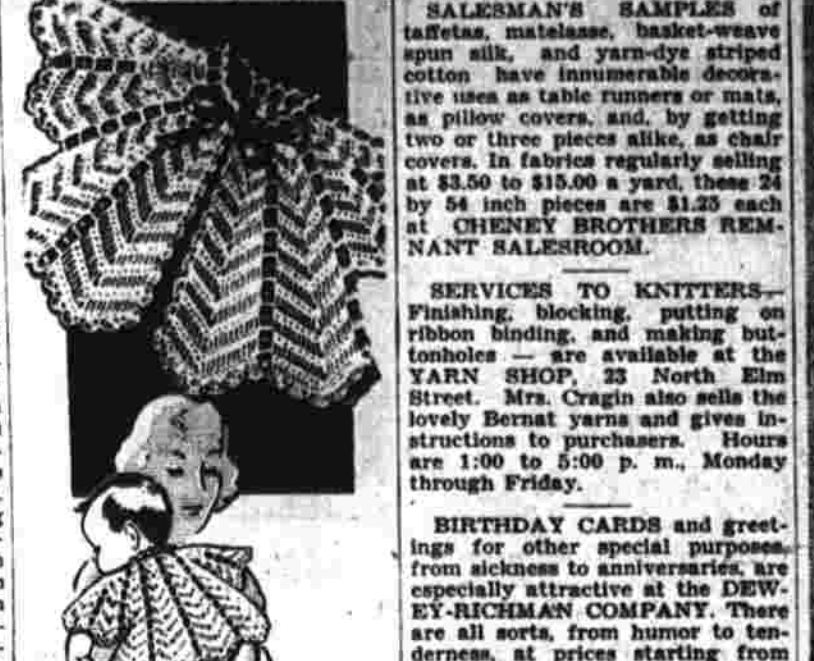 SALESMAN'S SAMPLES of
taffetas, matelasse, basket-weave
spun silk, and yarn-dye striped
cotton have innumerable decora-
tive uses as table runners or mats,
as pillow covers, and, by getting
two or three pieces alike, as chair
covers. In fabrics regularly selling
at $3.50 to $15.00 a yard, these 24
by 54 inch pieces are $1.25 each
at CHENEY BROTHERS REM-
NANT SALESROOM.
SERVICES TO KNITTERS—
Finishing, blocking, putting on
ribbon binding, and making but-
tonholes — are available at the
YARN SHOP, 23 North Elm
Street. Mrs. Cragin also sells the
lovely Bernat yarns and gives in-
structions to purchasers. Hours
are 1:00 to 5:00 p. m., Monday
through Friday.
BIRTHDAY CARDS and greet-
ings for other special purposes,
from sickness to anniversaries, are
especially attractive at the DEW-
EY-RICHMAN COMPANY. There
are all sorts, from humor to ten-
derness, at prices starting from